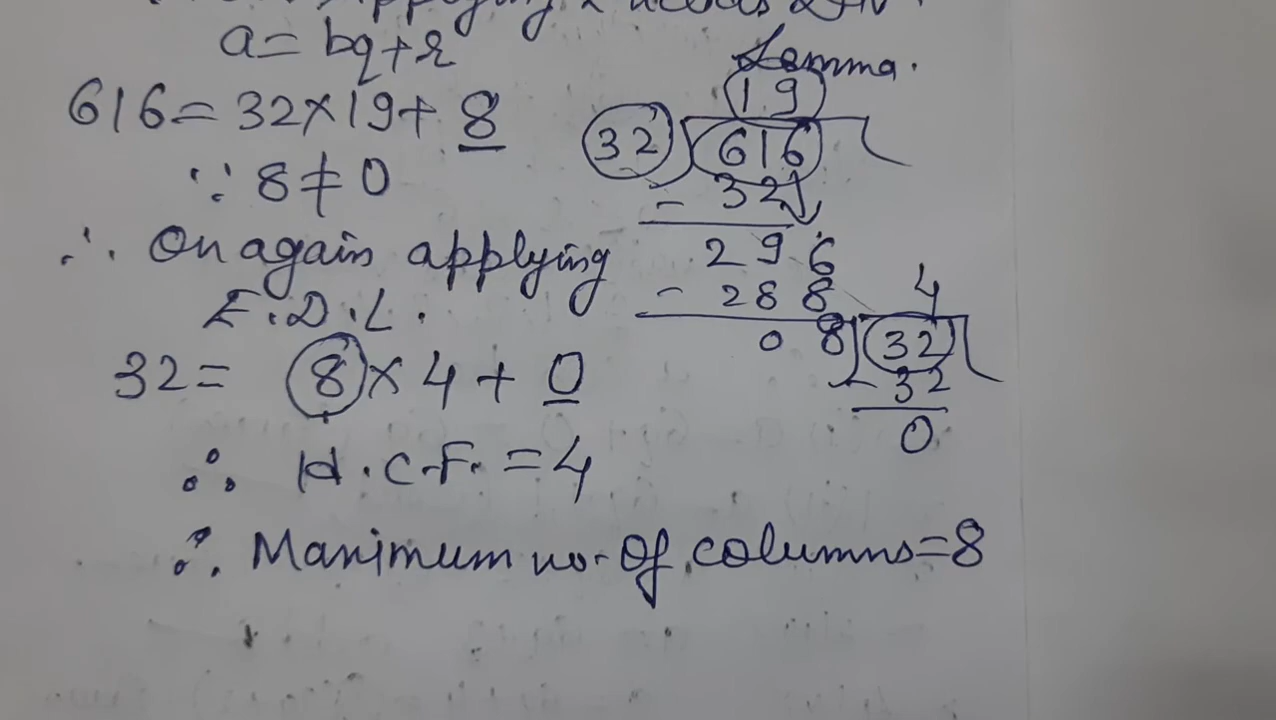 applying
a = bq + r
Lemma.
616 = 32 × 19 + 8
∵ 8 ≠ 0
∴ On again applying
E.D.L.
32 = 8 × 4 + 0
∴ H.C.F. = 4
∴ Maximum no. of columns = 8
19
32 ) 616 (
- 32
296
- 288
4
08 ) 32 (
- 32
0